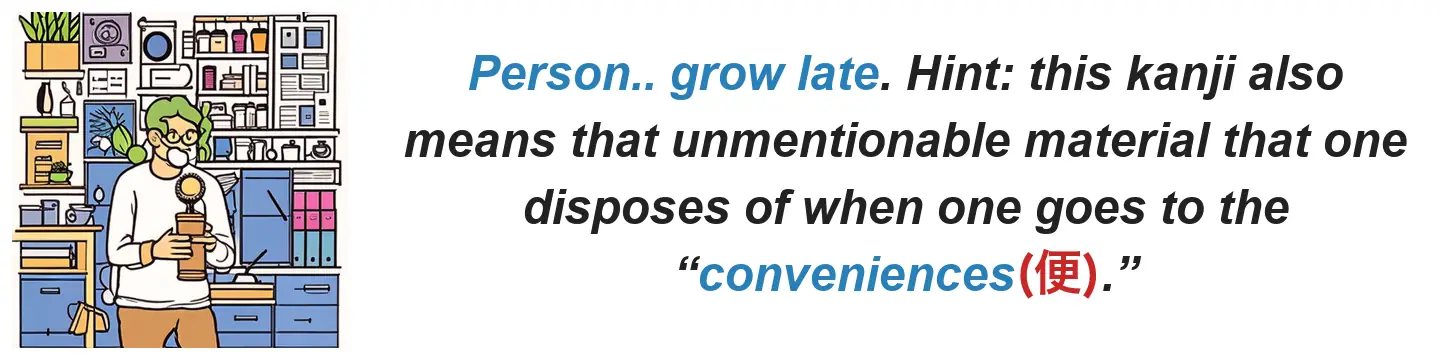 Person.. grow late. Hint: this kanji also
means that unmentionable material that one
disposes of when one goes to the
“conveniences(便).”